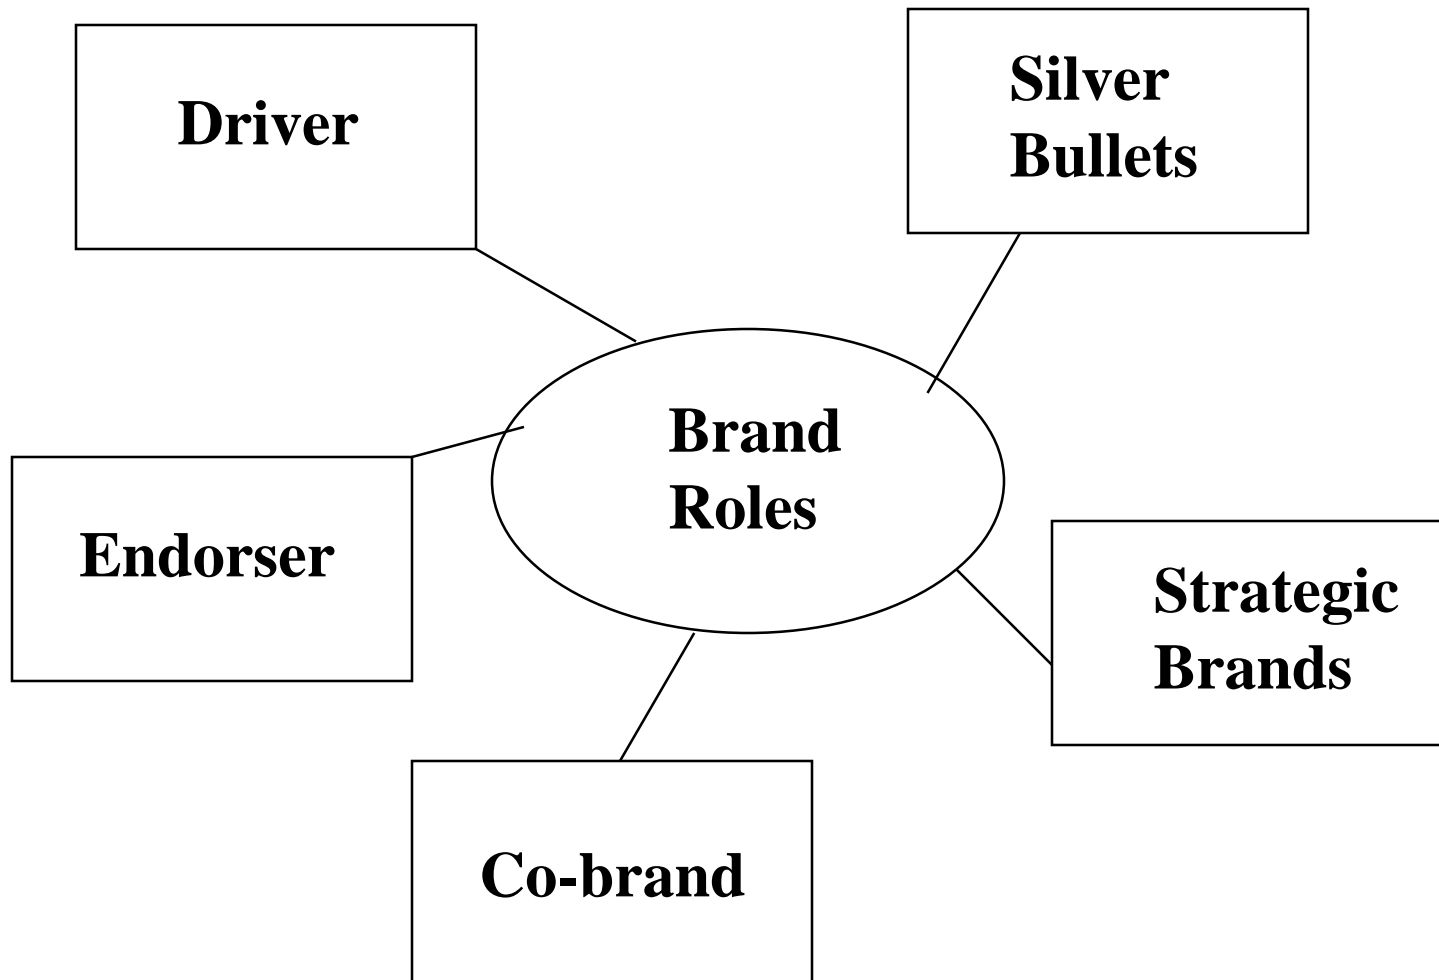 Driver
Silver
Bullets
Brand
Roles
Endorser
Strategic
Brands
Co-brand